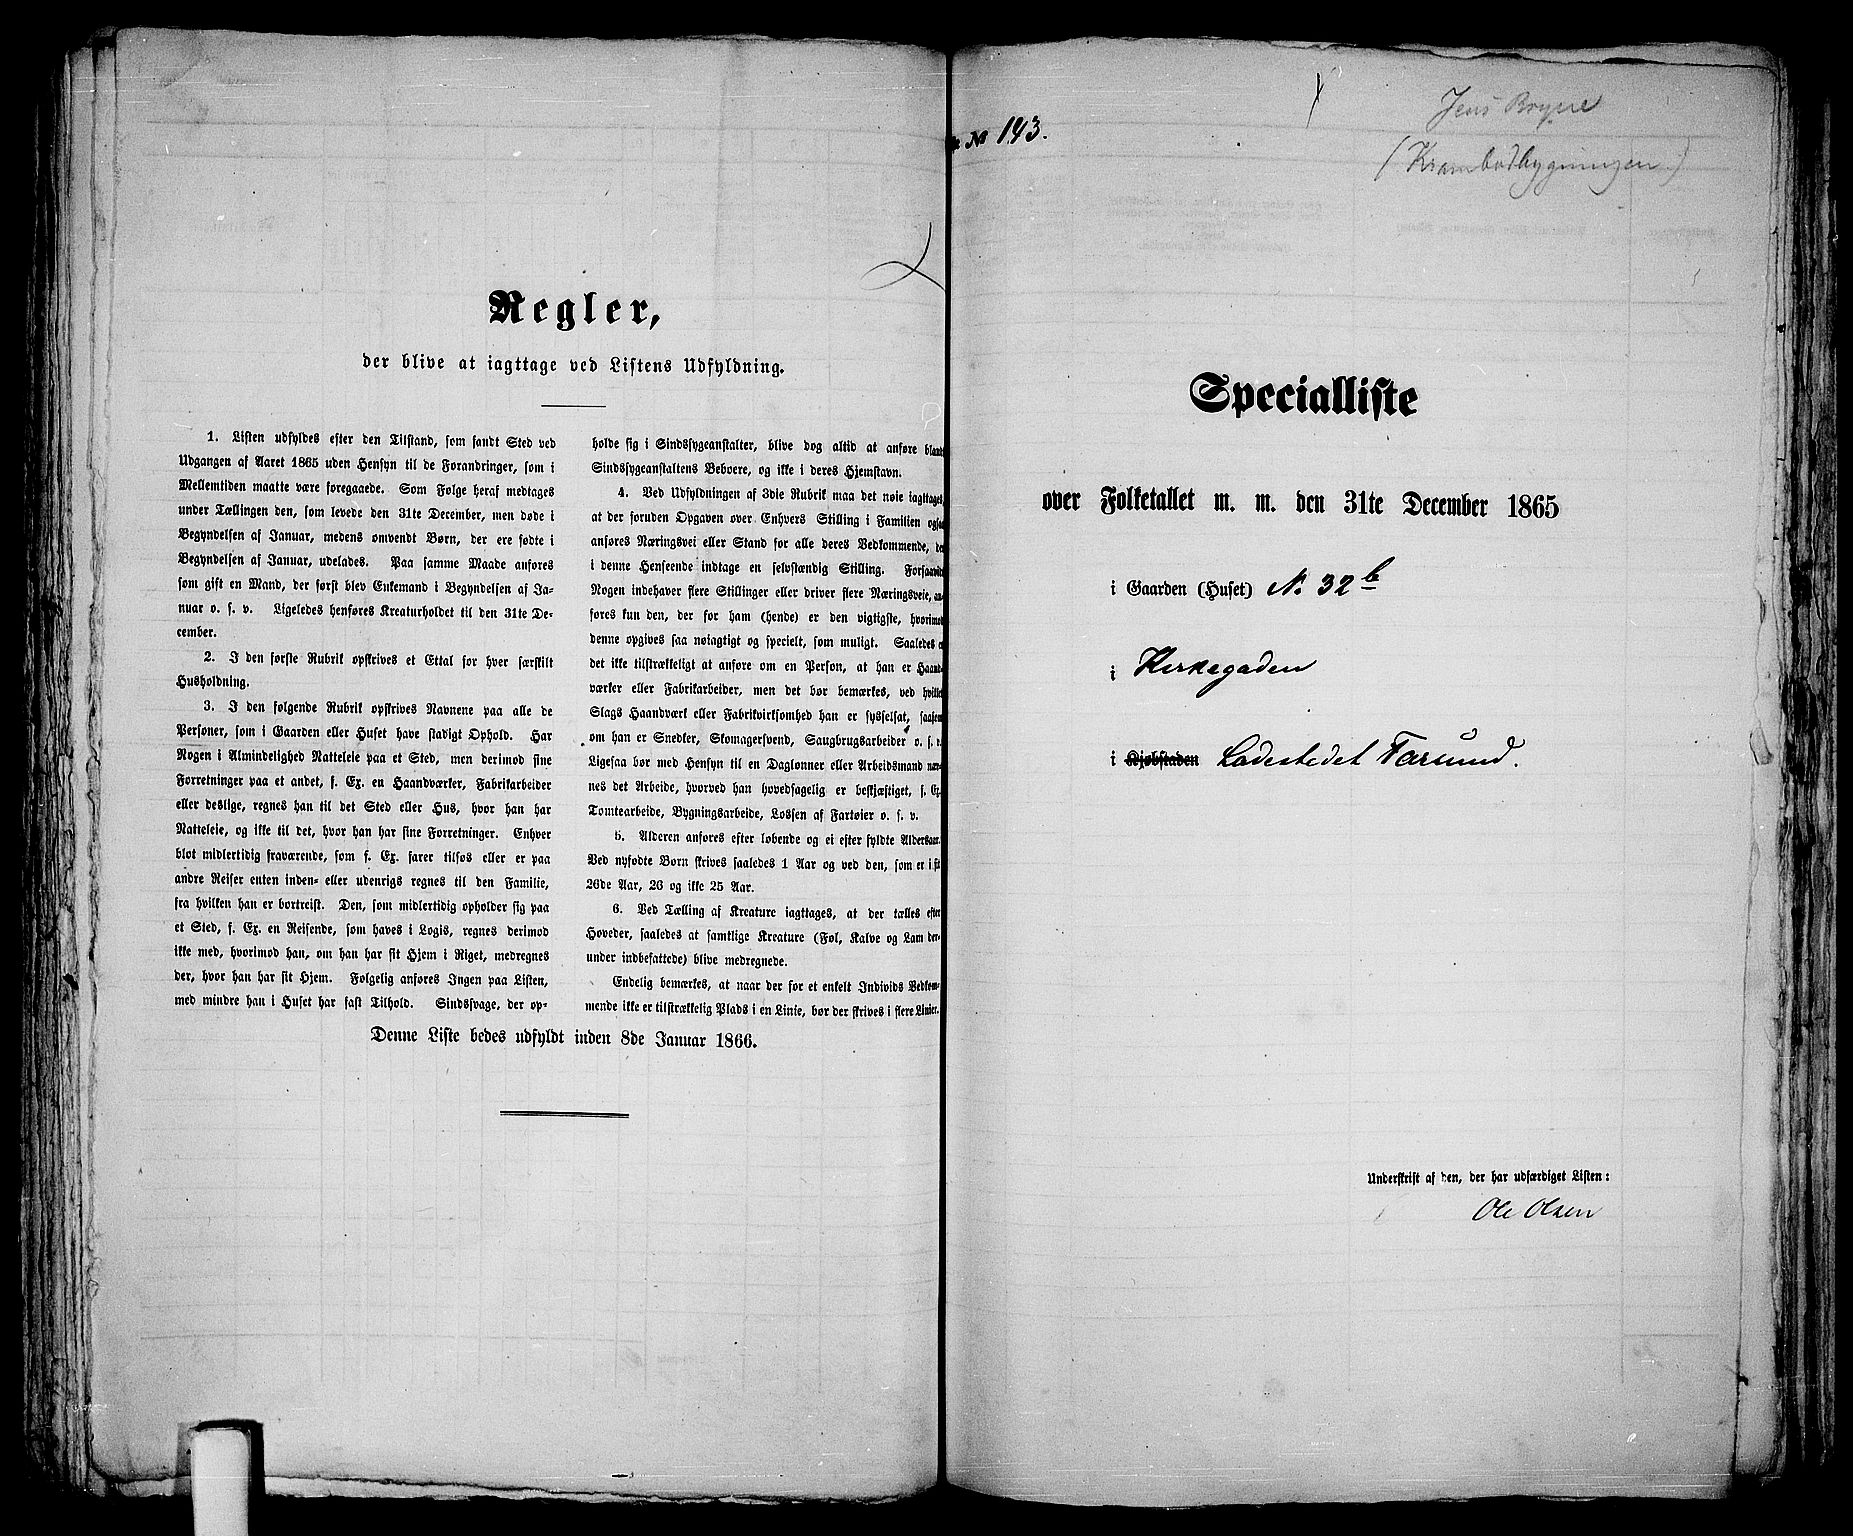 Regler,
der blive at iagttage ved Listens Udfyldning.
1. Listen udfyldes efter den Tilstand, som fandt Sted ved
Udgangen af Aaret 1865 uden Hensyn til de Forandringer, som i
Mellemtiden maatte være foregaaede. Som Følge heraf medtages
under Tællingen den, som levede den 31te December, men døde i
Begyndelsen af Januar, medens omvendt Børn, der ere fødte i
Begyndelsen af Januar, udelades. Paa samme Maade anføres
som gift en Mand, der først blev Enkemand i Begyndelsen af Ja-
nuar o. s. v. Ligeledes henføres Kreaturholdet til den 31te De-
cember.
2. I den første Rubrik opskrives et Ettal for hver særskilt
Husholdning.
3. I den følgende Rubrik opskrives Navnene paa alle de
Personer, som i Gaarden eller Huset have stadigt Ophold. Har
Nogen i Almindelighed Natteleie paa et Sted, men derimod sine
Forretninger paa et andet, f. Ex. en Haandværker, Fabrikarbeider
eller deslige, regnes han til det Sted eller Hus, hvor han har
Natteleie, og ikke til det, hvor han har sine Forretninger. Enhver
blot midlertidig fraværende, som f. Ex. farer tilsøs eller er paa
andre Reiser enten inden- eller udenrigs regnes til den Familie,
fra hvilken han er bortreist. Den, som midlertidig opholder sig paa
et Sted, f. Ex. en Reisende, som haves i Logis, regnes derimod
ikke med, hvorimod han, om han har sit Hjem i Riget, medregnes
der, hvor han har sit Hjem. Følgelig anføres Ingen paa Listen,
med mindre han i Huset har fast Tilhold. Sindssvage, der op-
holde sig i Sindssygeanstalter, blive dog altid at anføre blandt
Sindssygeanstaltens Beboere, og ikke i deres Hjemstavn.
4. Ved Udfyldningen af 3die Rubrik maa det nøie iagttages,
at der foruden Opgaven over Enhvers Stilling i Familien ogsaa
anføres Næringsvei eller Stand for alle deres Vedkommende, der
i denne Henseende indtage en selvstændig Stilling. Forsaavidt
Nogen indehaver flere Stillinger eller driver flere Næringsveie, an-
føres kun den, der for ham (hende) er den vigtigste, hvorimod
denne opgives saa nøiagtigt og specielt, som muligt. Saaledes er
det ikke tilstrækkeligt at anføre om en Person, at han er Haand-
værker eller Fabrikarbeider, men det bør bemærkes, ved hvilket
Slags Haandværk eller Fabrikvirksomhed han er sysselsat, saasom
om han er Snedker, Skomagersvend, Saugbrugsarbeider o. s. v.
Ligesaa bør med Hensyn til en Daglønner eller Arbeidsmand næv-
nes det Arbeide, hvorved han hovedsagelig er beskjæftiget, f. Ex.
Tomtearbeide, Bygningsarbeide, Lossen af Fartøier o. s. v.
5. Alderen anføres efter løbende og ei efter fyldte Aldersaar.
Ved nyfødte Børn skrives saaledes 1 Aar og ved den, som er i sit
26de Aar, 26 og ikke 25 Aar.
6. Ved Tælling af Kreature iagttages, at der tælles efter
Hoveder, saaledes at samtlige Kreature (Føl, Kalve og Lam der-
under indbefattede) blive medregnede.
Endelig bemærkes, at naar der for et enkelt Individs Vedkom-
mende ikke er tilstrækkelig Plads i en Linie, bør der skrives i flere Linier.
Denne Liste bedes udfyldt inden 8de Januar 1866.
№ 143.
Jens Bryne
(Krambodbygningen)
Specialliste
over Folketallet m. m. den 31te December 1865
i Gaarden (Huset) N. 32 b
i Kirkegaden
i Kjøbstaden Ladestedet Farsund.
Underskrift af den, der har udfærdiget Listen:
Ole Olsen